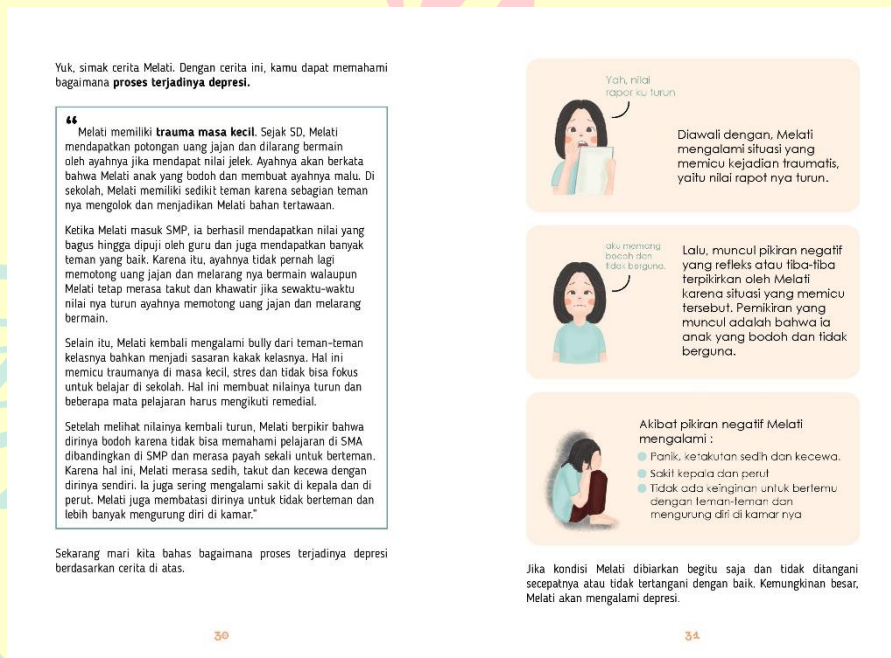 Yuk, simak cerita Melati. Dengan cerita ini, kamu dapat memahami
bagaimana proses terjadinya depresi.
“
Melati memiliki trauma masa kecil. Sejak SD, Melati
mendapatkan potongan uang jajan dan dilarang bermain
oleh ayahnya jika mendapat nilai jelek. Ayahnya akan berkata
bahwa Melati anak yang bodoh dan membuat ayahnya malu. Di
sekolah, Melati memiliki sedikit teman karena sebagian teman
nya mengolok dan menjadikan Melati bahan tertawaan.
Ketika Melati masuk SMP, ia berhasil mendapatkan nilai yang
bagus hingga dipuji oleh guru dan juga mendapatkan banyak
teman yang baik. Karena itu, ayahnya tidak pernah lagi
memotong uang jajan dan melarang nya bermain walaupun
Melati tetap merasa takut dan khawatir jika sewaktu-waktu
nilai nya turun ayahnya memotong uang jajan dan melarang
bermain.
Selain itu, Melati kembali mengalami bully dari teman-teman
kelasnya bahkan menjadi sasaran kakak kelasnya. Hal ini
memicu traumanya di masa kecil, stres dan tidak bisa fokus
untuk belajar di sekolah. Hal ini membuat nilainya turun dan
beberapa mata pelajaran harus mengikuti remedial.
Setelah melihat nilainya kembali turun, Melati berpikir bahwa
dirinya bodoh karena tidak bisa memahami pelajaran di SMA
dibandingkan di SMP dan merasa payah sekali untuk berteman.
Karena hal ini, Melati merasa sedih, takut dan kecewa dengan
dirinya sendiri. Ia juga sering mengalami sakit di kepala dan di
perut. Melati juga membatasi dirinya untuk tidak berteman dan
lebih banyak mengurung diri di kamar.”
Sekarang mari kita bahas bagaimana proses terjadinya depresi
berdasarkan cerita di atas.
30
Yah, nilai
rapor ku turun
Diawali dengan, Melati
mengalami situasi yang
memicu kejadian traumatis,
yaitu nilai rapot nya turun.
aku memang
bodoh dan
tidak berguna.
Lalu, muncul pikiran negatif
yang refleks atau tiba-tiba
terpikirkan oleh Melati
karena situasi yang memicu
tersebut. Pemikiran yang
muncul adalah bahwa ia
anak yang bodoh dan tidak
berguna.
Akibat pikiran negatif Melati
mengalami :
Panik, ketakutan sedih dan kecewa.
Sakit kepala dan perut
Tidak ada keinginan untuk bertemu
dengan teman-teman dan
mengurung diri di kamar nya
Jika kondisi Melati dibiarkan begitu saja dan tidak ditangani
secepatnya atau tidak tertangani dengan baik. Kemungkinan besar,
Melati akan mengalami depresi.
31